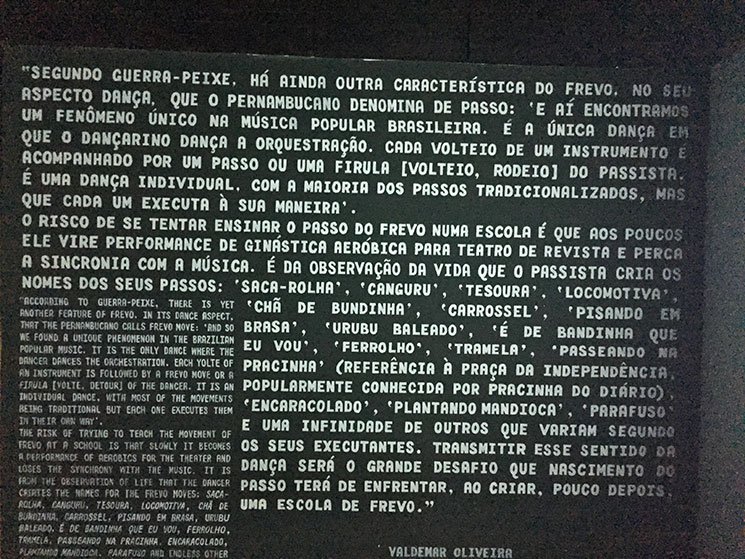 "SEGUNDO GUERRA-PEIXE, HÁ AINDA OUTRA CARACTERÍSTICA DO FREVO. NO SEU
ASPECTO DANÇA, QUE O PERNAMBUCANO DENOMINA DE PASSO: 'E AÍ ENCONTRAMOS
UM FENÔMENO ÚNICO NA MÚSICA POPULAR BRASILEIRA. É A ÚNICA DANÇA EM
QUE O DANÇARINO DANÇA A ORQUESTRAÇÃO. CADA VOLTEIO DE UM INSTRUMENTO É
ACOMPANHADO POR UM PASSO OU UMA FIRULA [VOLTEIO, RODEIO] DO PASSISTA.
É UMA DANÇA INDIVIDUAL, COM A MAIORIA DOS PASSOS TRADICIONALIZADOS, MAS
QUE CADA UM EXECUTA À SUA MANEIRA'.
O RISCO DE SE TENTAR ENSINAR O PASSO DO FREVO NUMA ESCOLA É QUE AOS POUCOS
ELE VIRE PERFORMANCE DE GINÁSTICA AERÓBICA PARA TEATRO DE REVISTA E PERCA
A SINCRONIA COM A MÚSICA. É DA OBSERVAÇÃO DA VIDA QUE O PASSISTA CRIA OS
NOMES DOS SEUS PASSOS: 'SACA-ROLHA', 'CANGURU', 'TESOURA', 'LOCOMOTIVA',
'CHÃ DE BUNDINHA', 'CARROSSEL', 'PISANDO EM
BRASA', 'URUBU BALEADO', 'É DE BANDINHA QUE
EU VOU', 'FERROLHO', 'TRAMELA', 'PASSEANDO NA
PRACINHA' (REFERÊNCIA À PRAÇA DA INDEPENDÊNCIA,
POPULARMENTE CONHECIDA POR PRACINHA DO DIÁRIO),
'ENCARACOLADO', 'PLANTANDO MANDIOCA', 'PARAFUSO'
E UMA INFINIDADE DE OUTROS QUE VARIAM SEGUNDO
OS SEUS EXECUTANTES. TRANSMITIR ESSE SENTIDO DA
DANÇA SERÁ O GRANDE DESAFIO QUE NASCIMENTO DO
PASSO TERÁ DE ENFRENTAR, AO CRIAR, POUCO DEPOIS,
UMA ESCOLA DE FREVO."
VALDEMAR OLIVEIRA
"ACCORDING TO GUERRA-PEIXE, THERE IS YET
ANOTHER FEATURE OF FREVO. IN ITS DANCE ASPECT,
THAT THE PERNAMBUCANO CALLS FREVO MOVE: 'AND SO
WE FOUND A UNIQUE PHENOMENON IN THE BRAZILIAN
POPULAR MUSIC. IT IS THE ONLY DANCE WHERE THE
DANCER DANCES THE ORCHESTRATION. EACH VOLTE OF
AN INSTRUMENT IS FOLLOWED BY A FREVO MOVE OR A
FIRULA [VOLTE, DETOUR] OF THE DANCER. IT IS AN
INDIVIDUAL DANCE, WITH MOST OF THE MOVEMENTS
BEING TRADITIONAL BUT EACH ONE EXECUTES THEM
IN THEIR OWN WAY'.
THE RISK OF TRYING TO TEACH THE MOVEMENT OF
FREVO AT A SCHOOL IS THAT SLOWLY IT BECOMES
A PERFORMANCE OF AEROBICS FOR THE THEATER AND
LOSES THE SYNCHRONY WITH THE MUSIC. IT IS
FROM THE OBSERVATION OF LIFE THAT THE DANCER
CREATES THE NAMES FOR THE FREVO MOVES: SACA-
ROLHA, CANGURU, TESOURA, LOCOMOTIVA, CHÃ DE
BUNDINHA, CARROSSEL, PISANDO EM BRASA, URUBU
BALEADO, É DE BANDINHA QUE EU VOU, FERROLHO,
TRAMELA, PASSEANDO NA PRACINHA, ENCARACOLADO,
PLANTANDO MANDIOCA, PARAFUSO AND ENDLESS OTHER